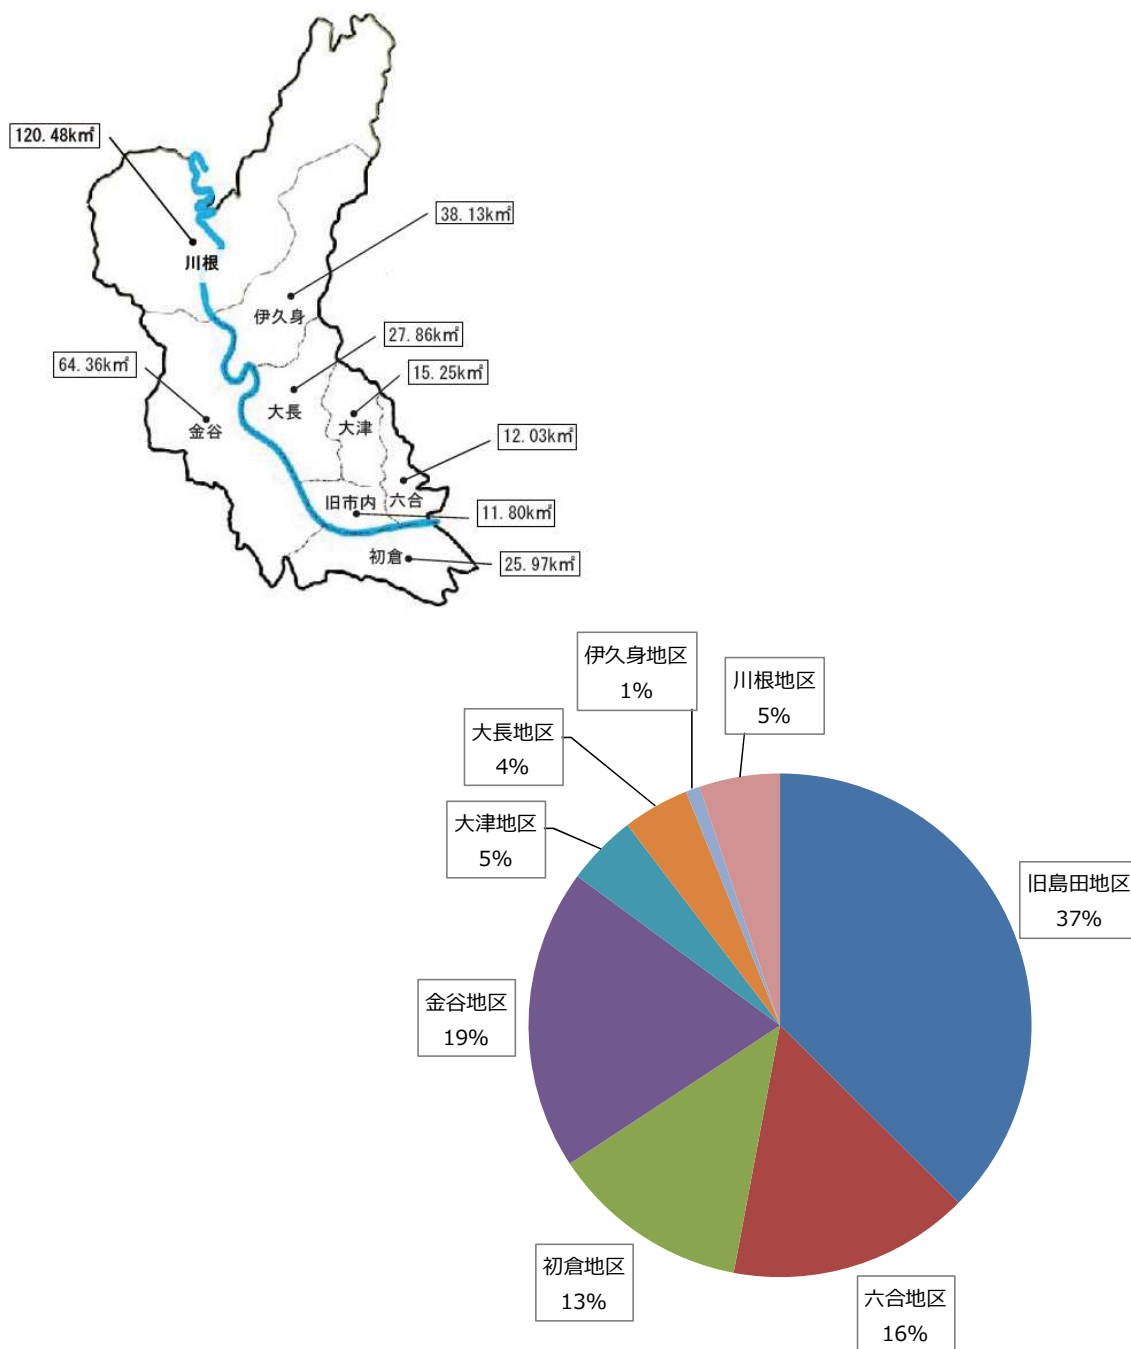 120.48k㎡
38.13k㎡
川根
伊久身
27.86k㎡
64.36k㎡
15.25k㎡
大長
大津
金谷
12.03k㎡
旧市内
六合
11.80k㎡
初倉
25.97k㎡
伊久身地区
1%
川根地区
5%
大長地区
4%
大津地区
5%
旧島田地区
37%
金谷地区
19%
初倉地区
13%
六合地区
16%